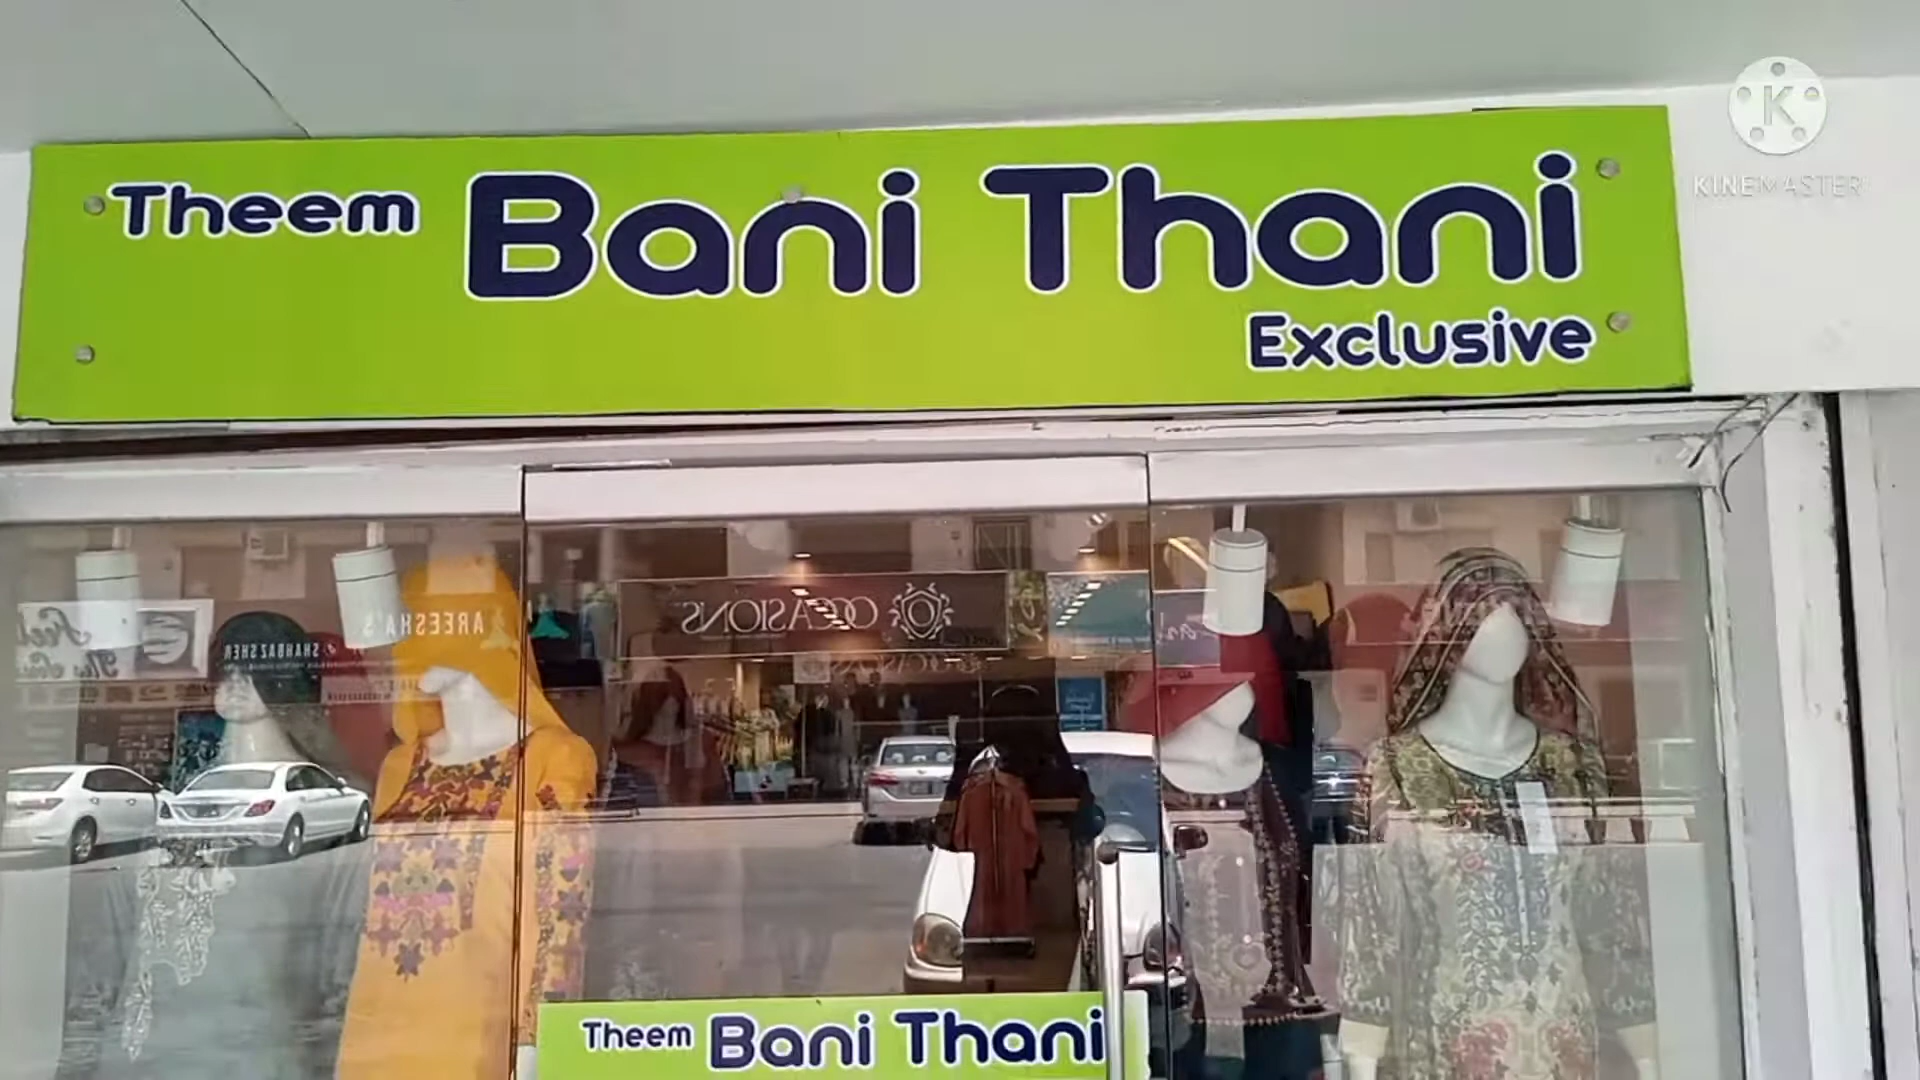 Theem Bani Thani
Exclusive
K
KINEMASTER
AREESHA'S
SHAHBAZ SHER
OCCASIONS
Theem Bani Thani